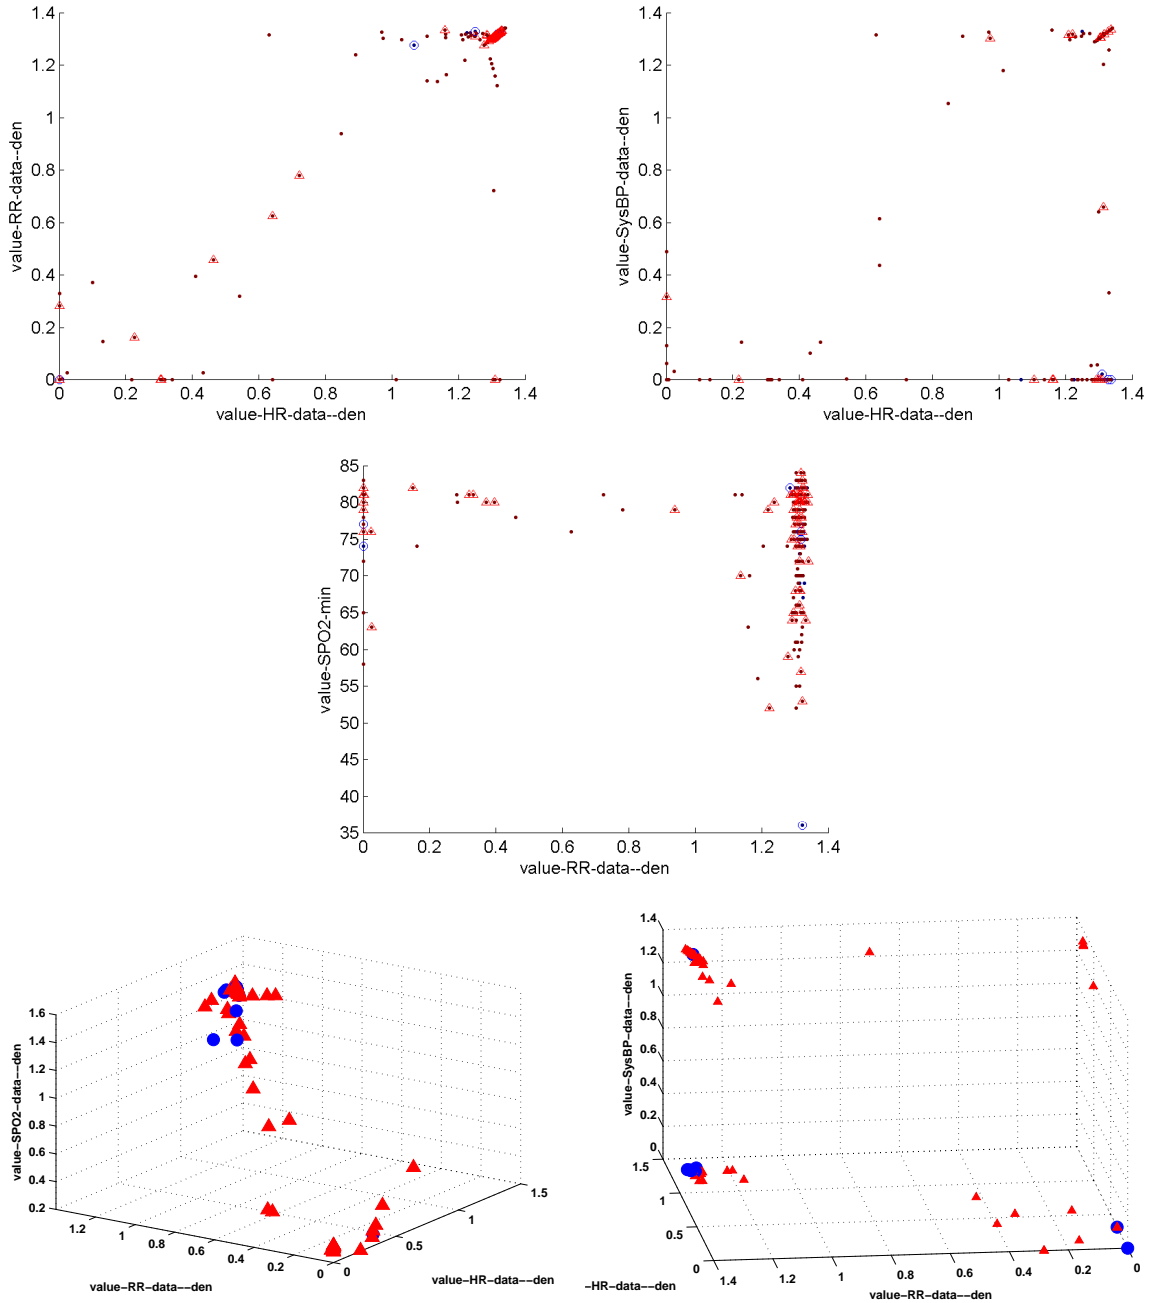 1.4
1.2
1
0.8
0.6
0.4
0.2
0
value-RR-data--den
0 0.2 0.4 0.6 0.8 1 1.2 1.4
value-HR-data--den
1.4
1.2
1
0.8
0.6
0.4
0.2
0
value-SysBP-data--den
0 0.2 0.4 0.6 0.8 1 1.2 1.4
value-HR-data--den
85
80
75
70
65
60
55
50
45
40
35
value-SPO2-min
0 0.2 0.4 0.6 0.8 1 1.2 1.4
value-RR-data--den
1.6
1.4
1.2
1
0.8
0.6
0.4
0.2
value-SPO2-data--den
1.2 1 0.8 0.6 0.4 0.2 0
value-RR-data--den
0 0.5 1 1.5
value-HR-data--den
1.4
1.2
1
0.8
0.6
0.4
0.2
0
value-SysBP-data--den
1.5
1
0.5
0
-HR-data--den
1.4 1.2 1 0.8 0.6 0.4 0.2 0
value-RR-data--den